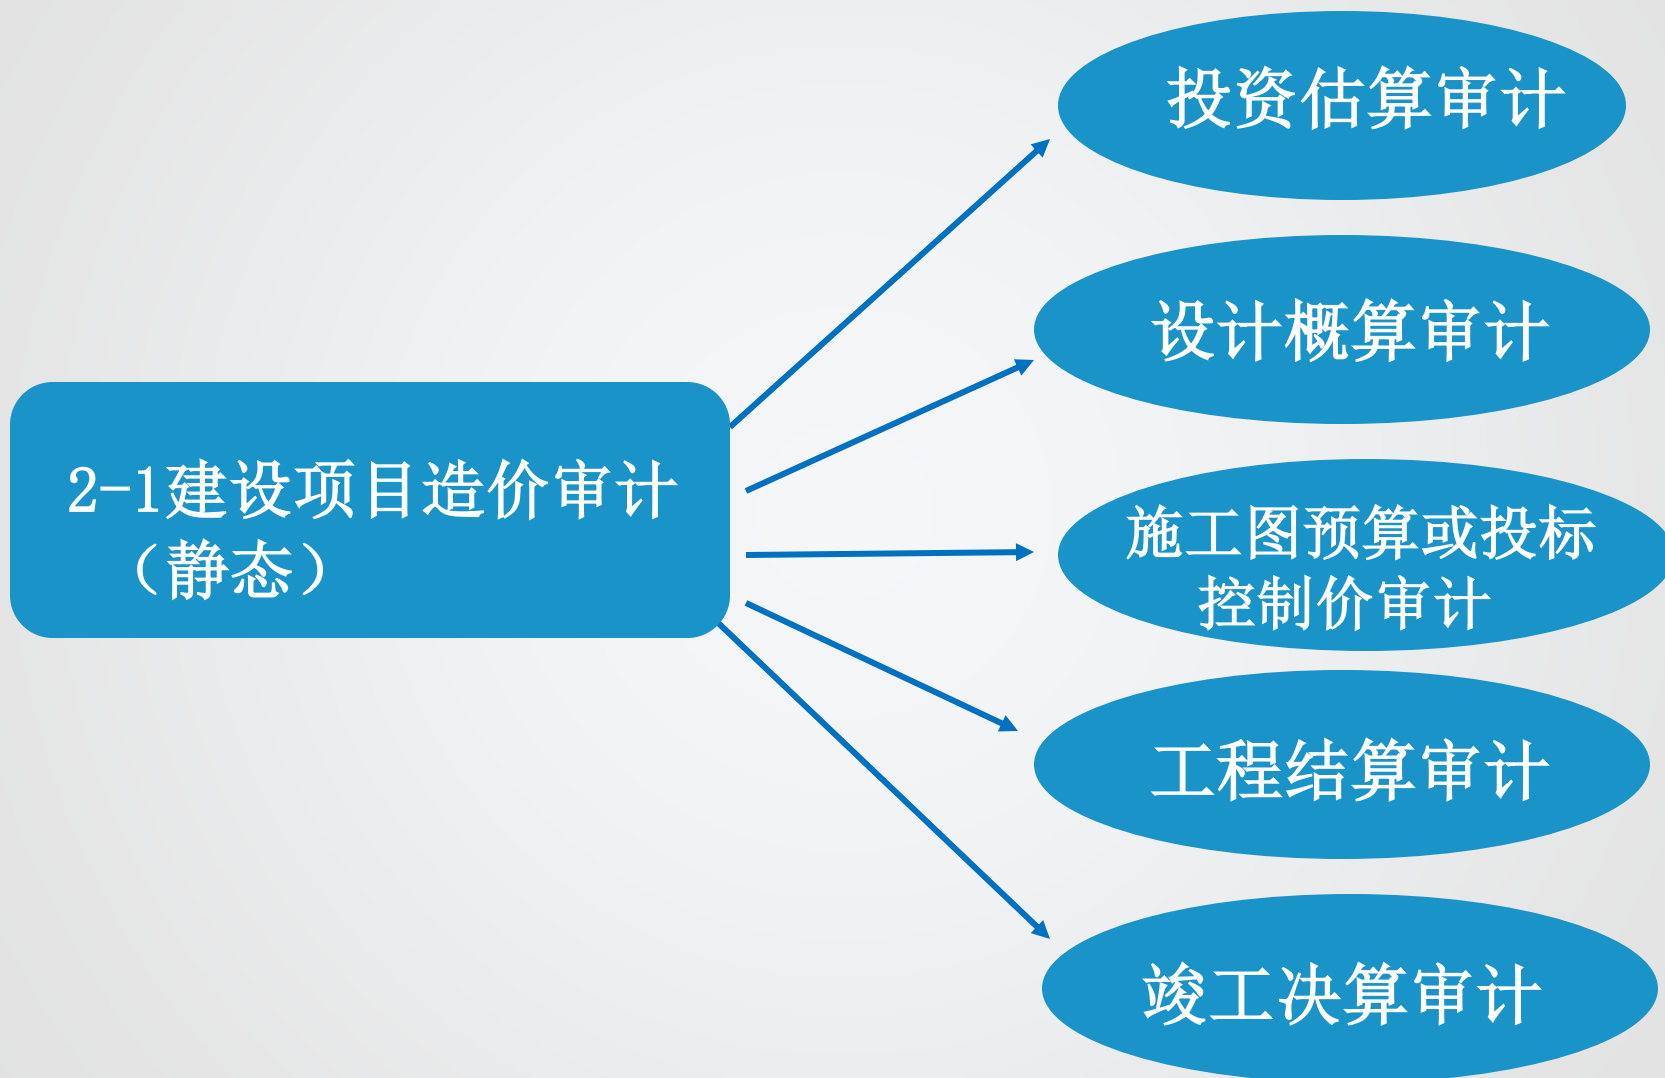 投资估算审计
设计概算审计
2-1建设项目造价审计
（静态）
施工图预算或投标
控制价审计
工程结算审计
竣工决算审计